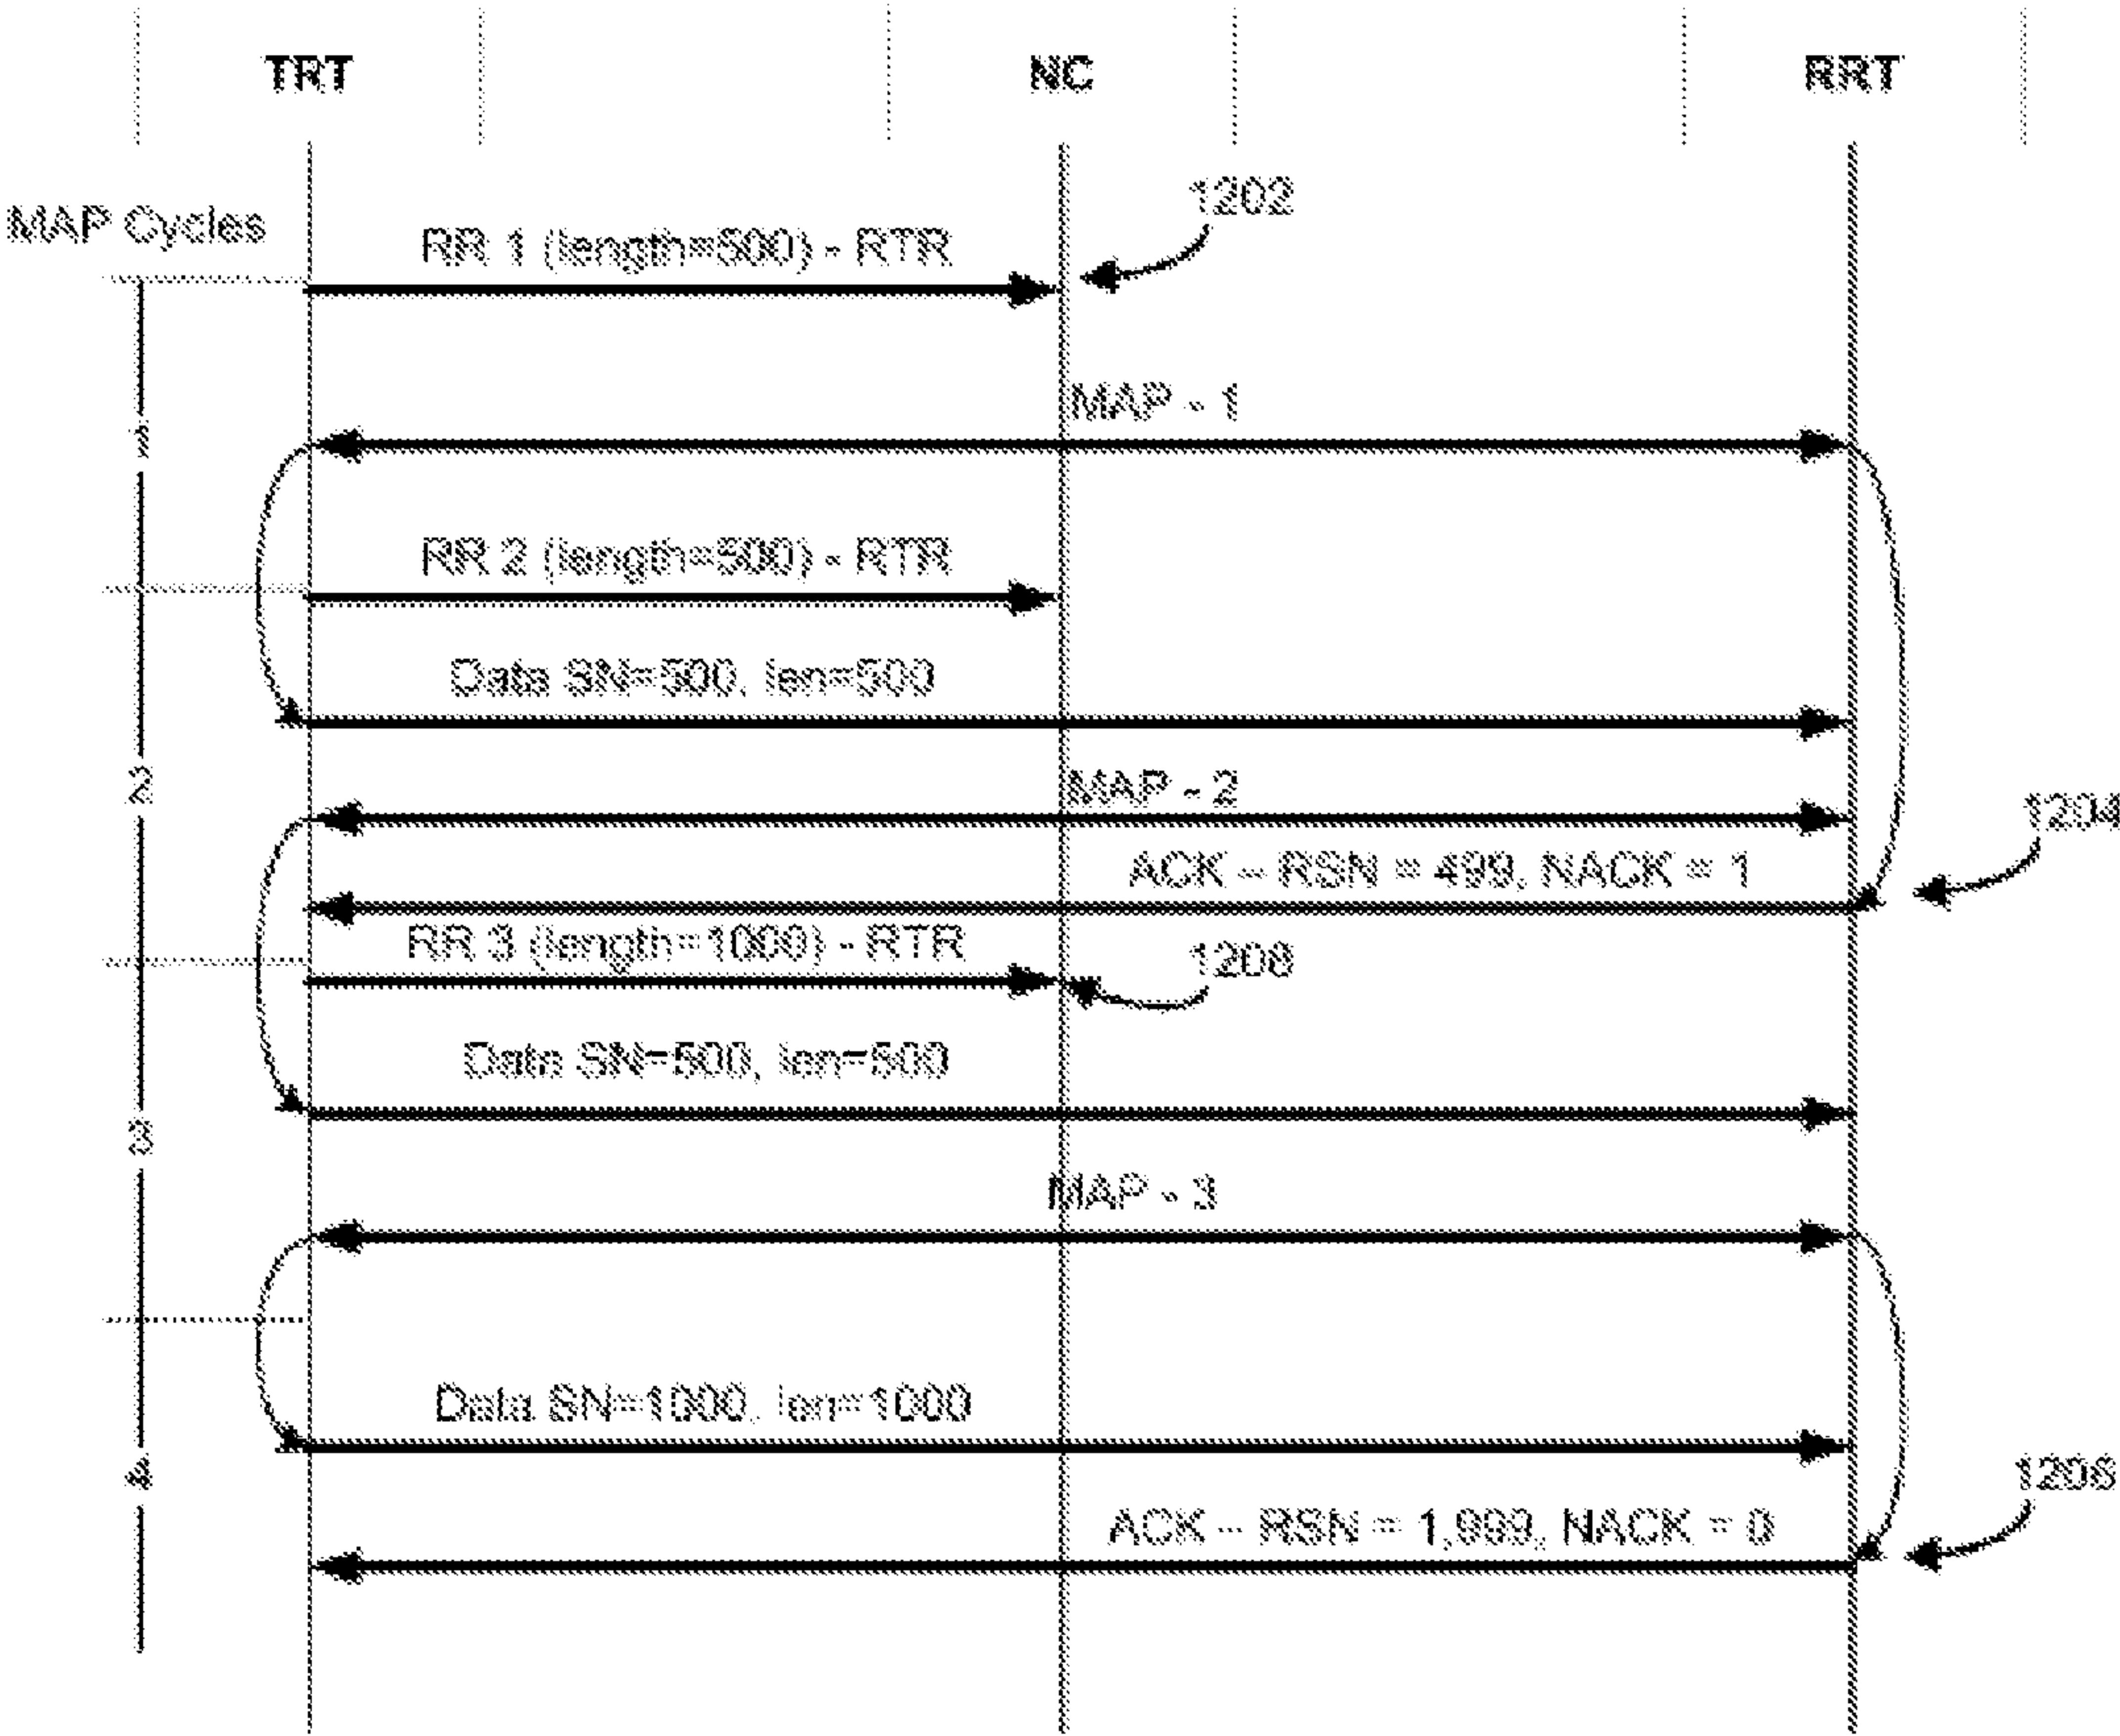 TRT NC RRT
1202
MAP Cycles
RR 1 (length=500) - RTR
MAP - 1
1
RR 2 (length=500) - RTR
Data SN=500, len=500
MAP - 2
2
1204
ACK – RSN = 499, NACK = 1
RR 3 (length=1000) - RTR
1208
Data SN=500, len=500
3
MAP - 3
Data SN=1000, len=1000
4
1206
ACK – RSN = 1,999, NACK = 0